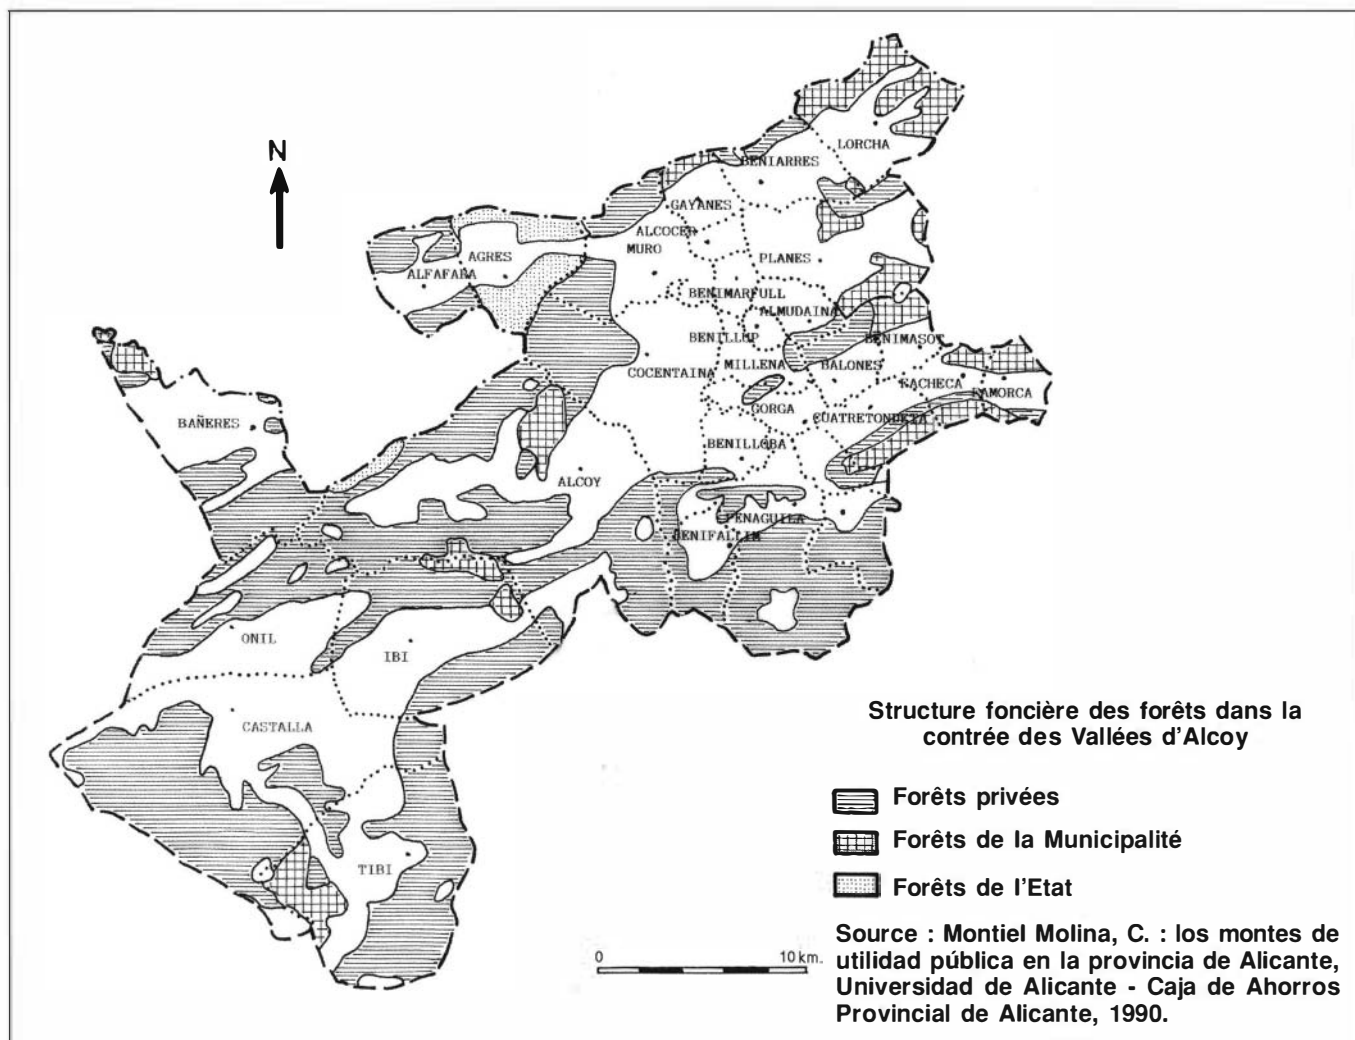 N
LORCHA
BENIARRES
GAYANES
ALCOCER
MURO
PLANES
AGRES
ALFAFARA
BENIMARFULL
ALMUDAINA
BENILLUP
BENIMASOT
MILLENA
BALONES
COCENTAINA
FACHECA
FAMORCA
GORGA
CUATRETONDETA
BAÑERES
BENILLOBA
ALCOY
PENAGUILA
BENIFALLIM
ONIL
IBI
CASTALLA
TIBI
Structure foncière des forêts dans la
contrée des Vallées d'Alcoy
Forêts privées
Forêts de la Municipalité
Forêts de l'Etat
0 10 km.
Source : Montiel Molina, C. : los montes de
utilidad pública en la provincia de Alicante,
Universidad de Alicante - Caja de Ahorros
Provincial de Alicante, 1990.